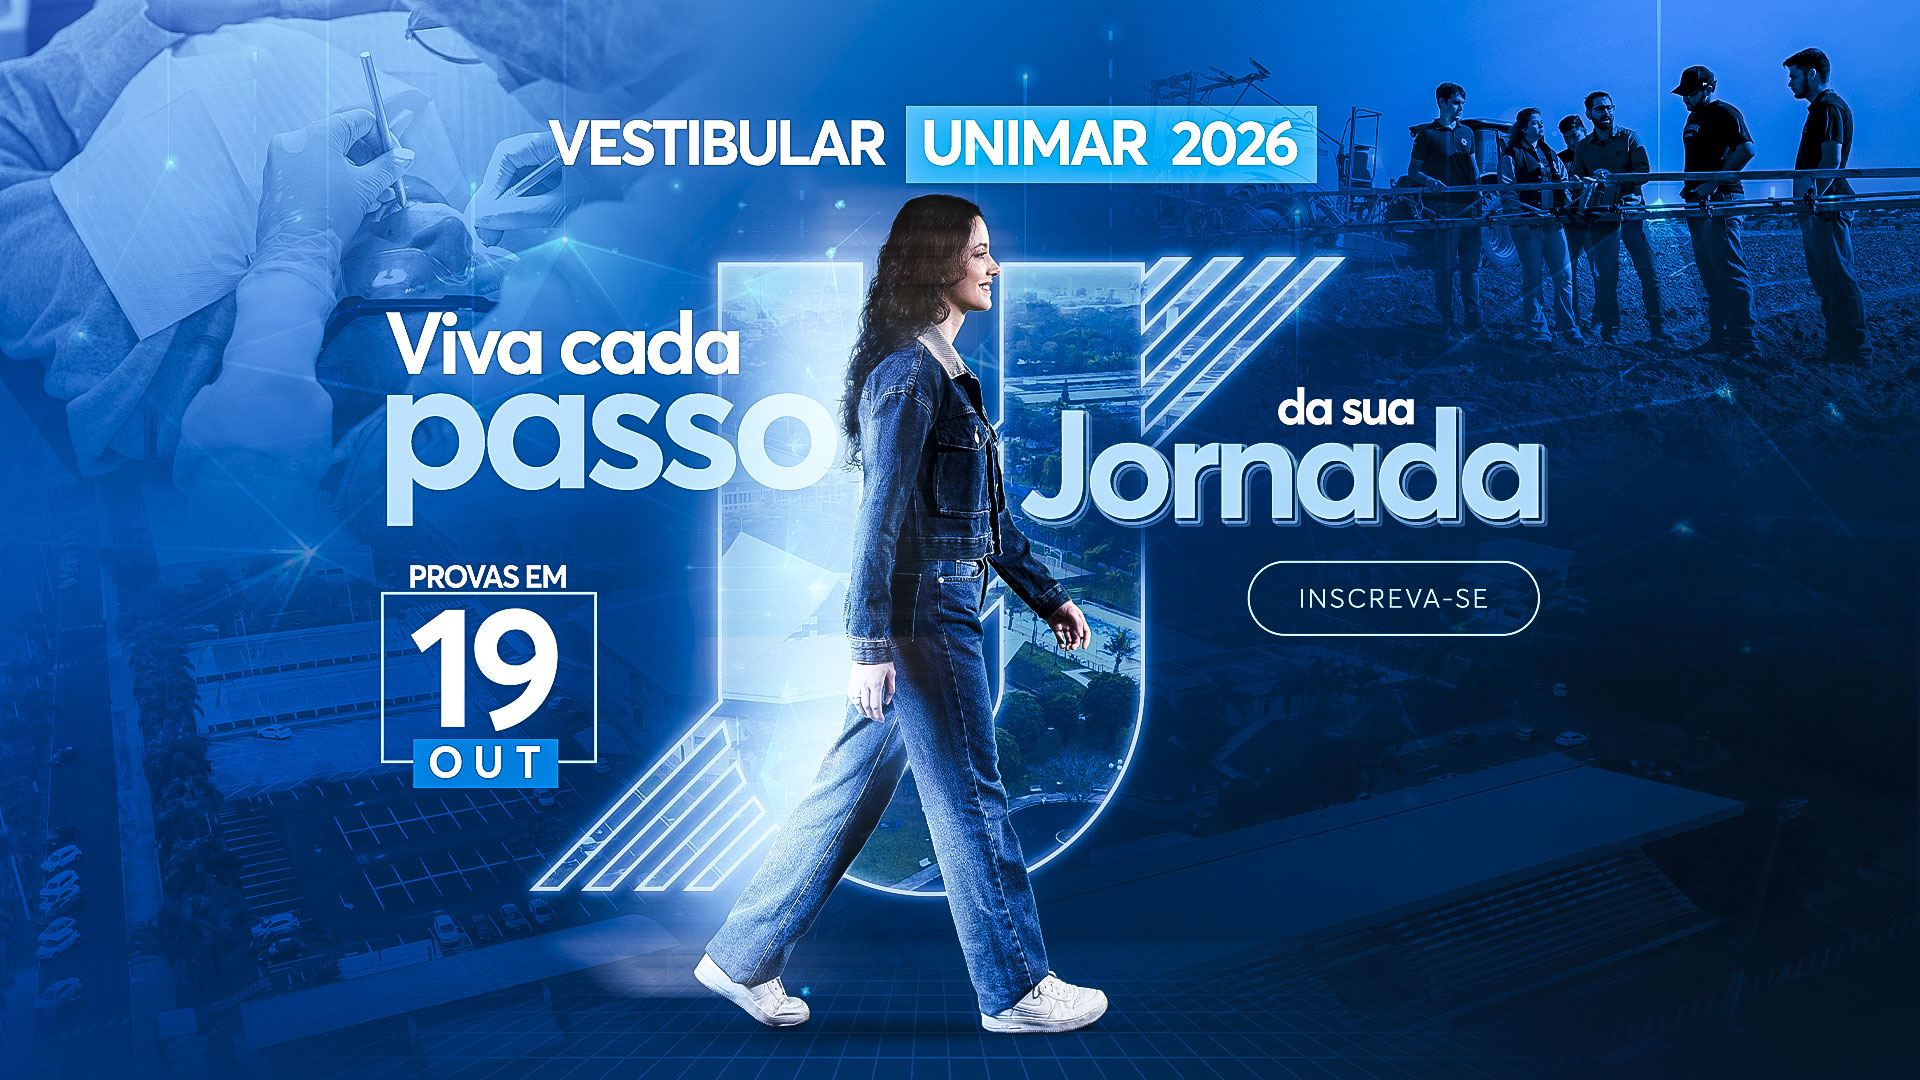 VESTIBULAR UNIMAR 2026
Viva cada
passo
da sua
Jornada
PROVAS EM
19
OUT
INSCREVA-SE